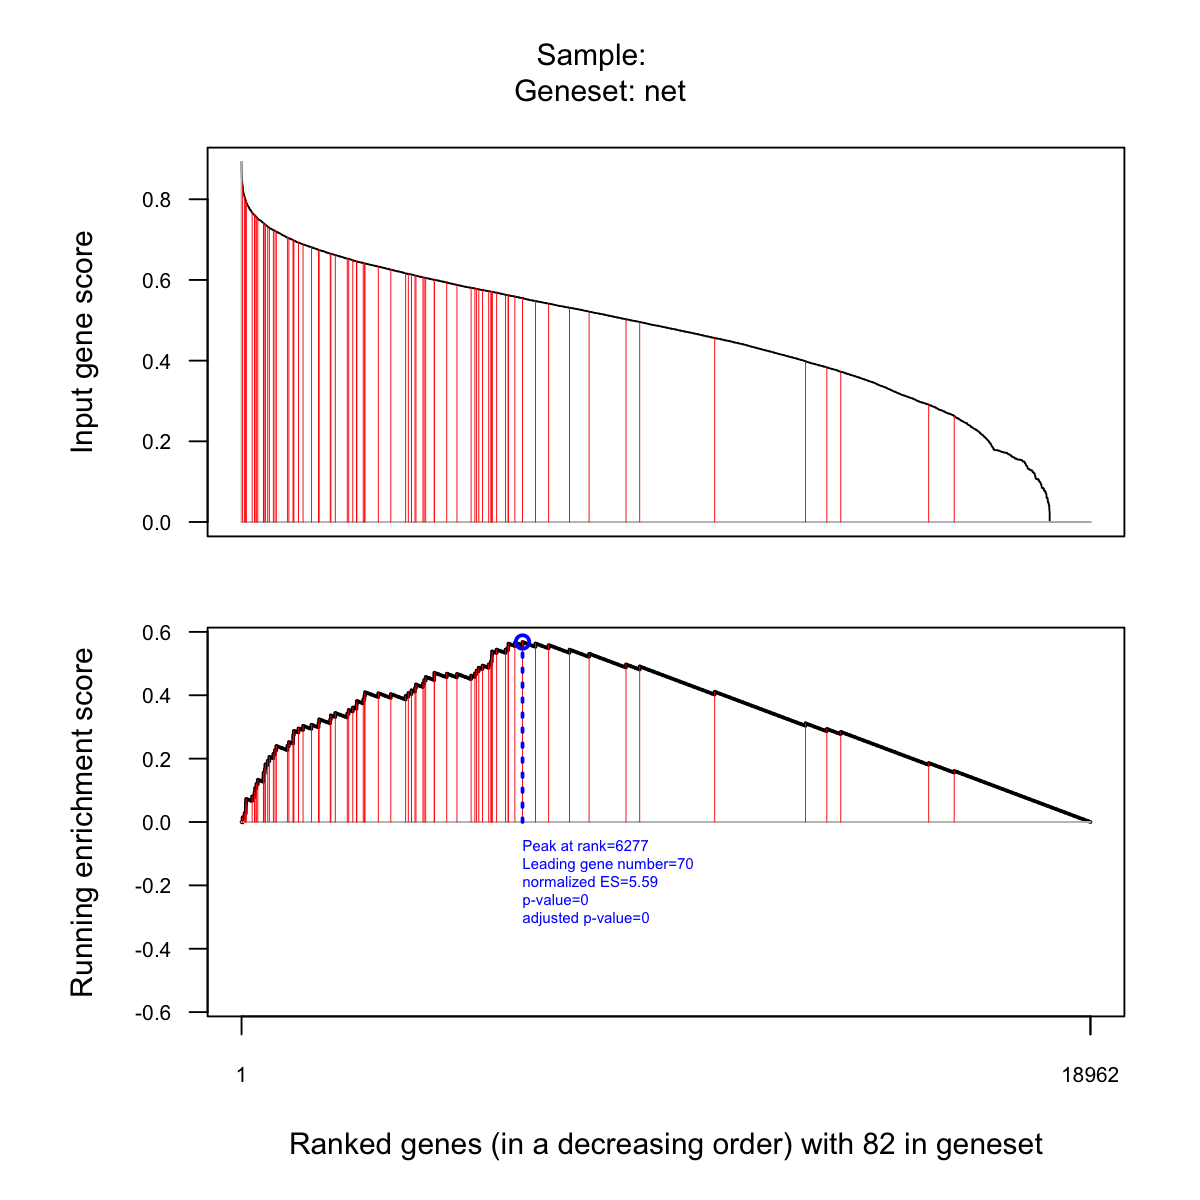 Sample:
Geneset: net
Input gene score
0.8
0.6
0.4
0.2
0.0
Running enrichment score
0.6
0.4
0.2
0.0
-0.2
-0.4
-0.6
Peak at rank=6277
Leading gene number=70
normalized ES=5.59
p-value=0
adjusted p-value=0
1
18962
Ranked genes (in a decreasing order) with 82 in geneset